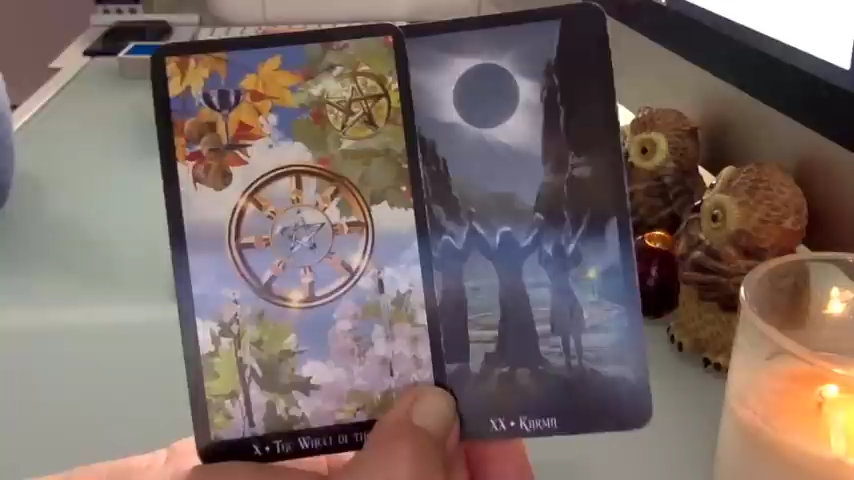 X • The Wheel of the
XX • Karma